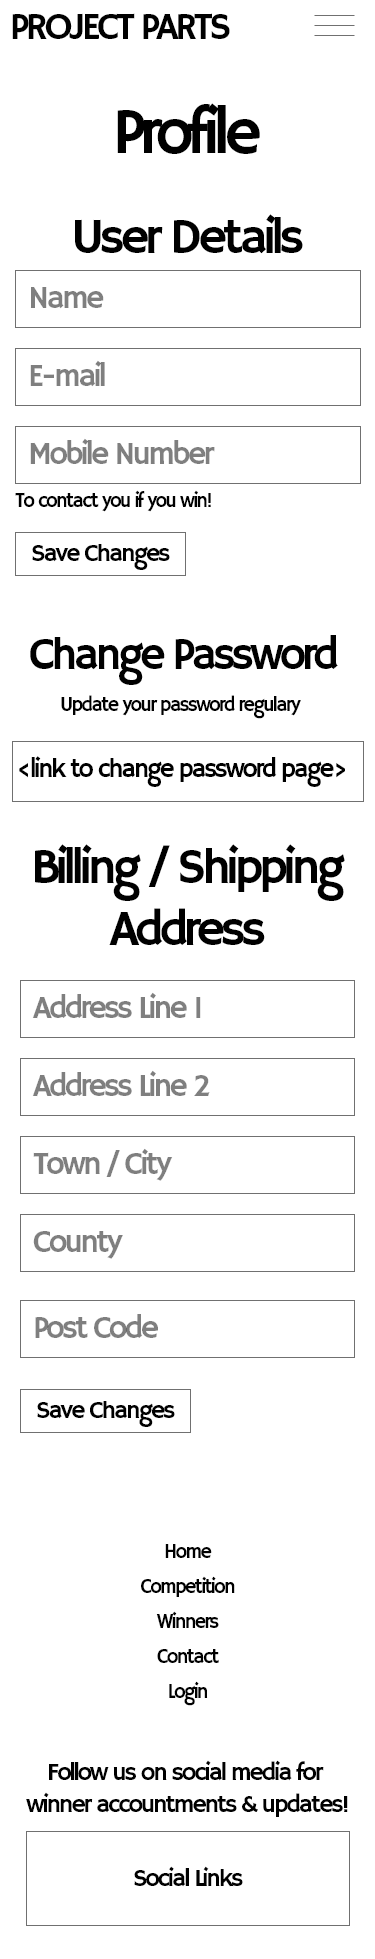 PROJECT PARTS
Profile
User Details
Name
E-mail
Mobile Number
To contact you if you win!
Save Changes
Change Password
Update your password regulary
<link to change password page>
Billing / Shipping
Address
Address Line 1
Address Line 2
Town / City
County
Post Code
Save Changes
Home
Competition
Winners
Contact
Login
Follow us on social media for
winner accountments & updates!
Social Links